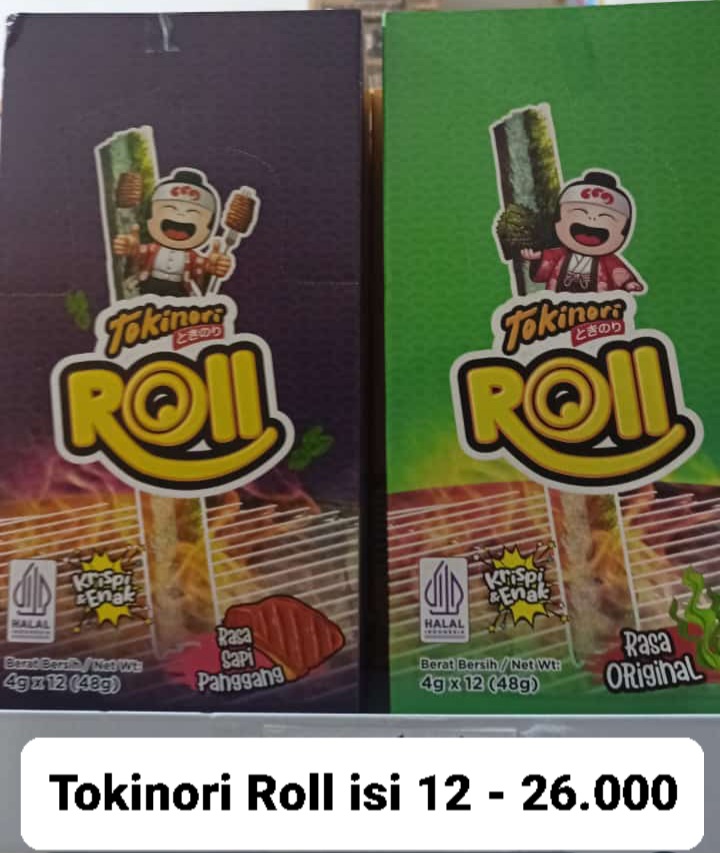 Tokinori
ときのり
Roll
Krispi
& Enak
HALAL
INDONESIA
Berat Bersih / Net Wt:
4g x 12 (48g)
Rasa
Sapi
Panggang
Tokinori
ときのり
Roll
Krispi
& Enak
HALAL
INDONESIA
Berat Bersih / Net Wt:
4g x 12 (48g)
Rasa
ORiginal
Tokinori Roll isi 12 - 26.000